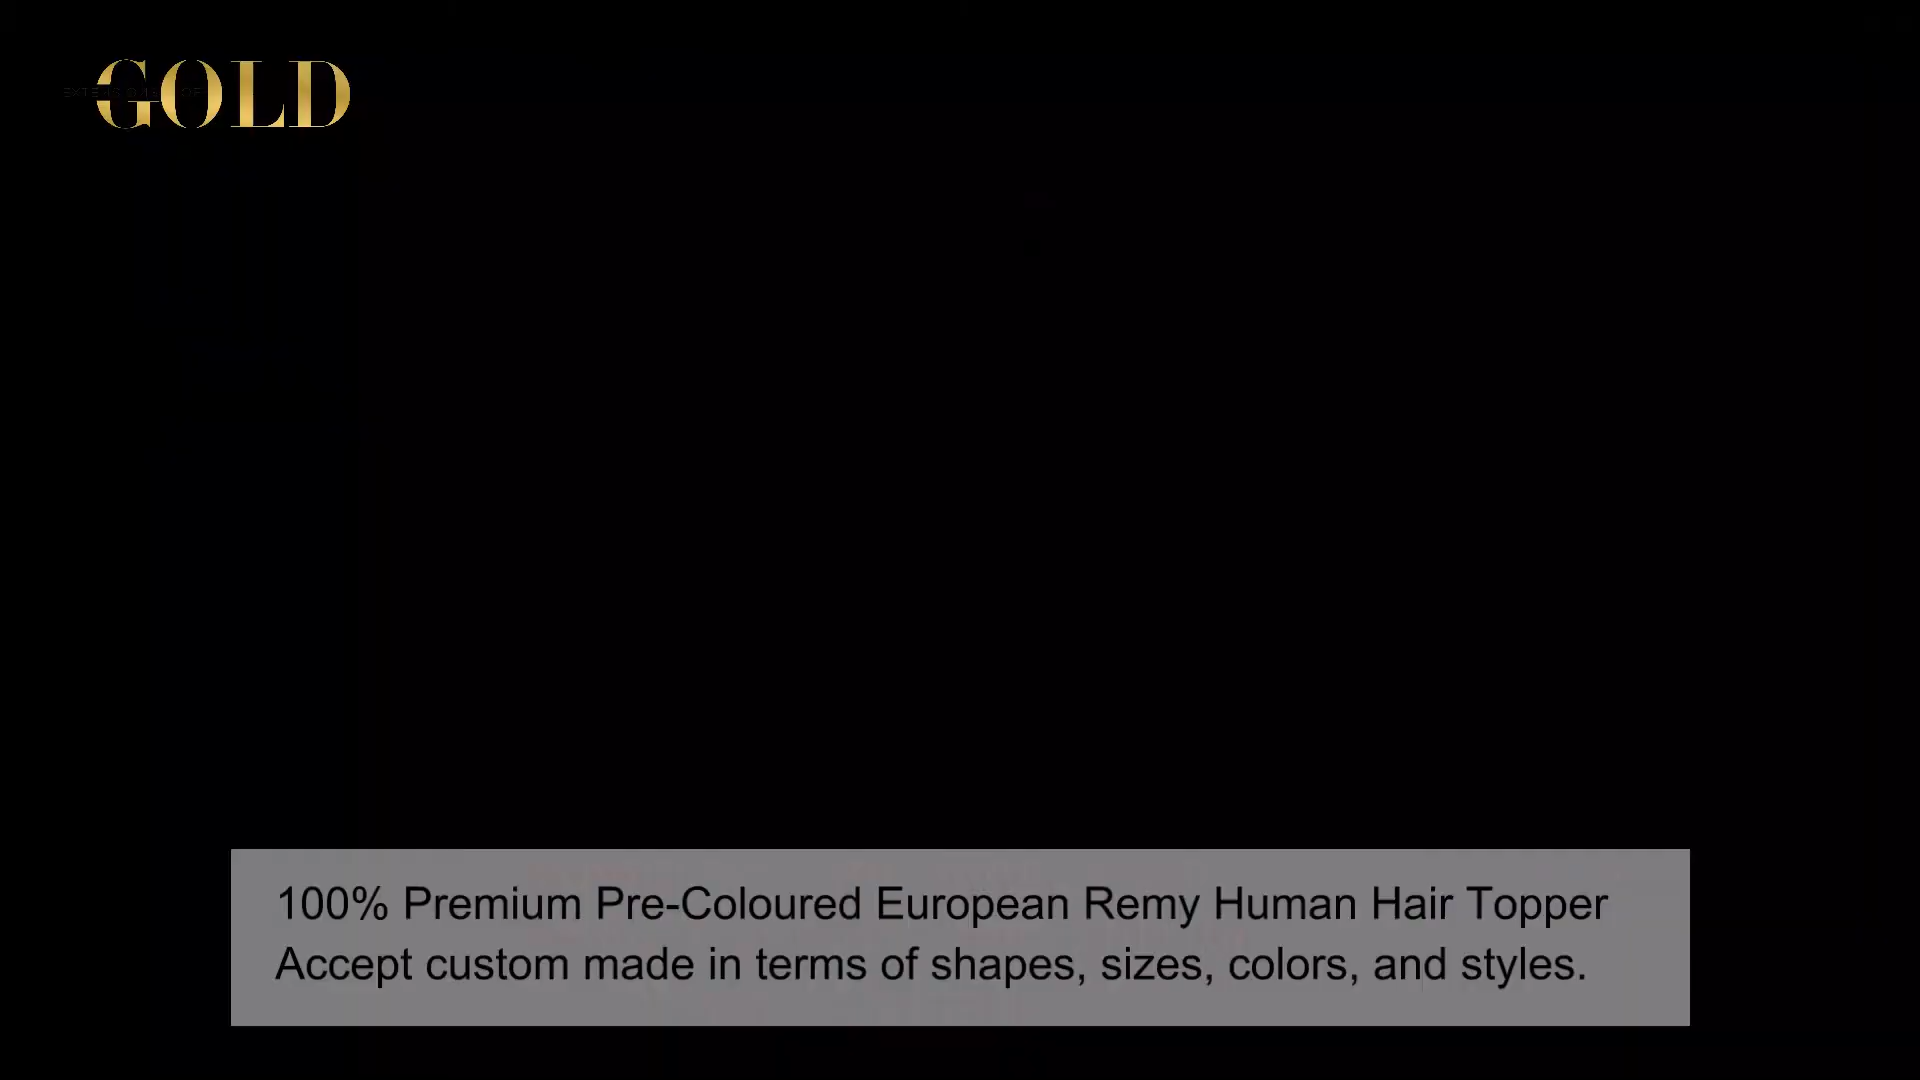 GOLD
100% Premium Pre-Coloured European Remy Human Hair Topper
Accept custom made in terms of shapes, sizes, colors, and styles.